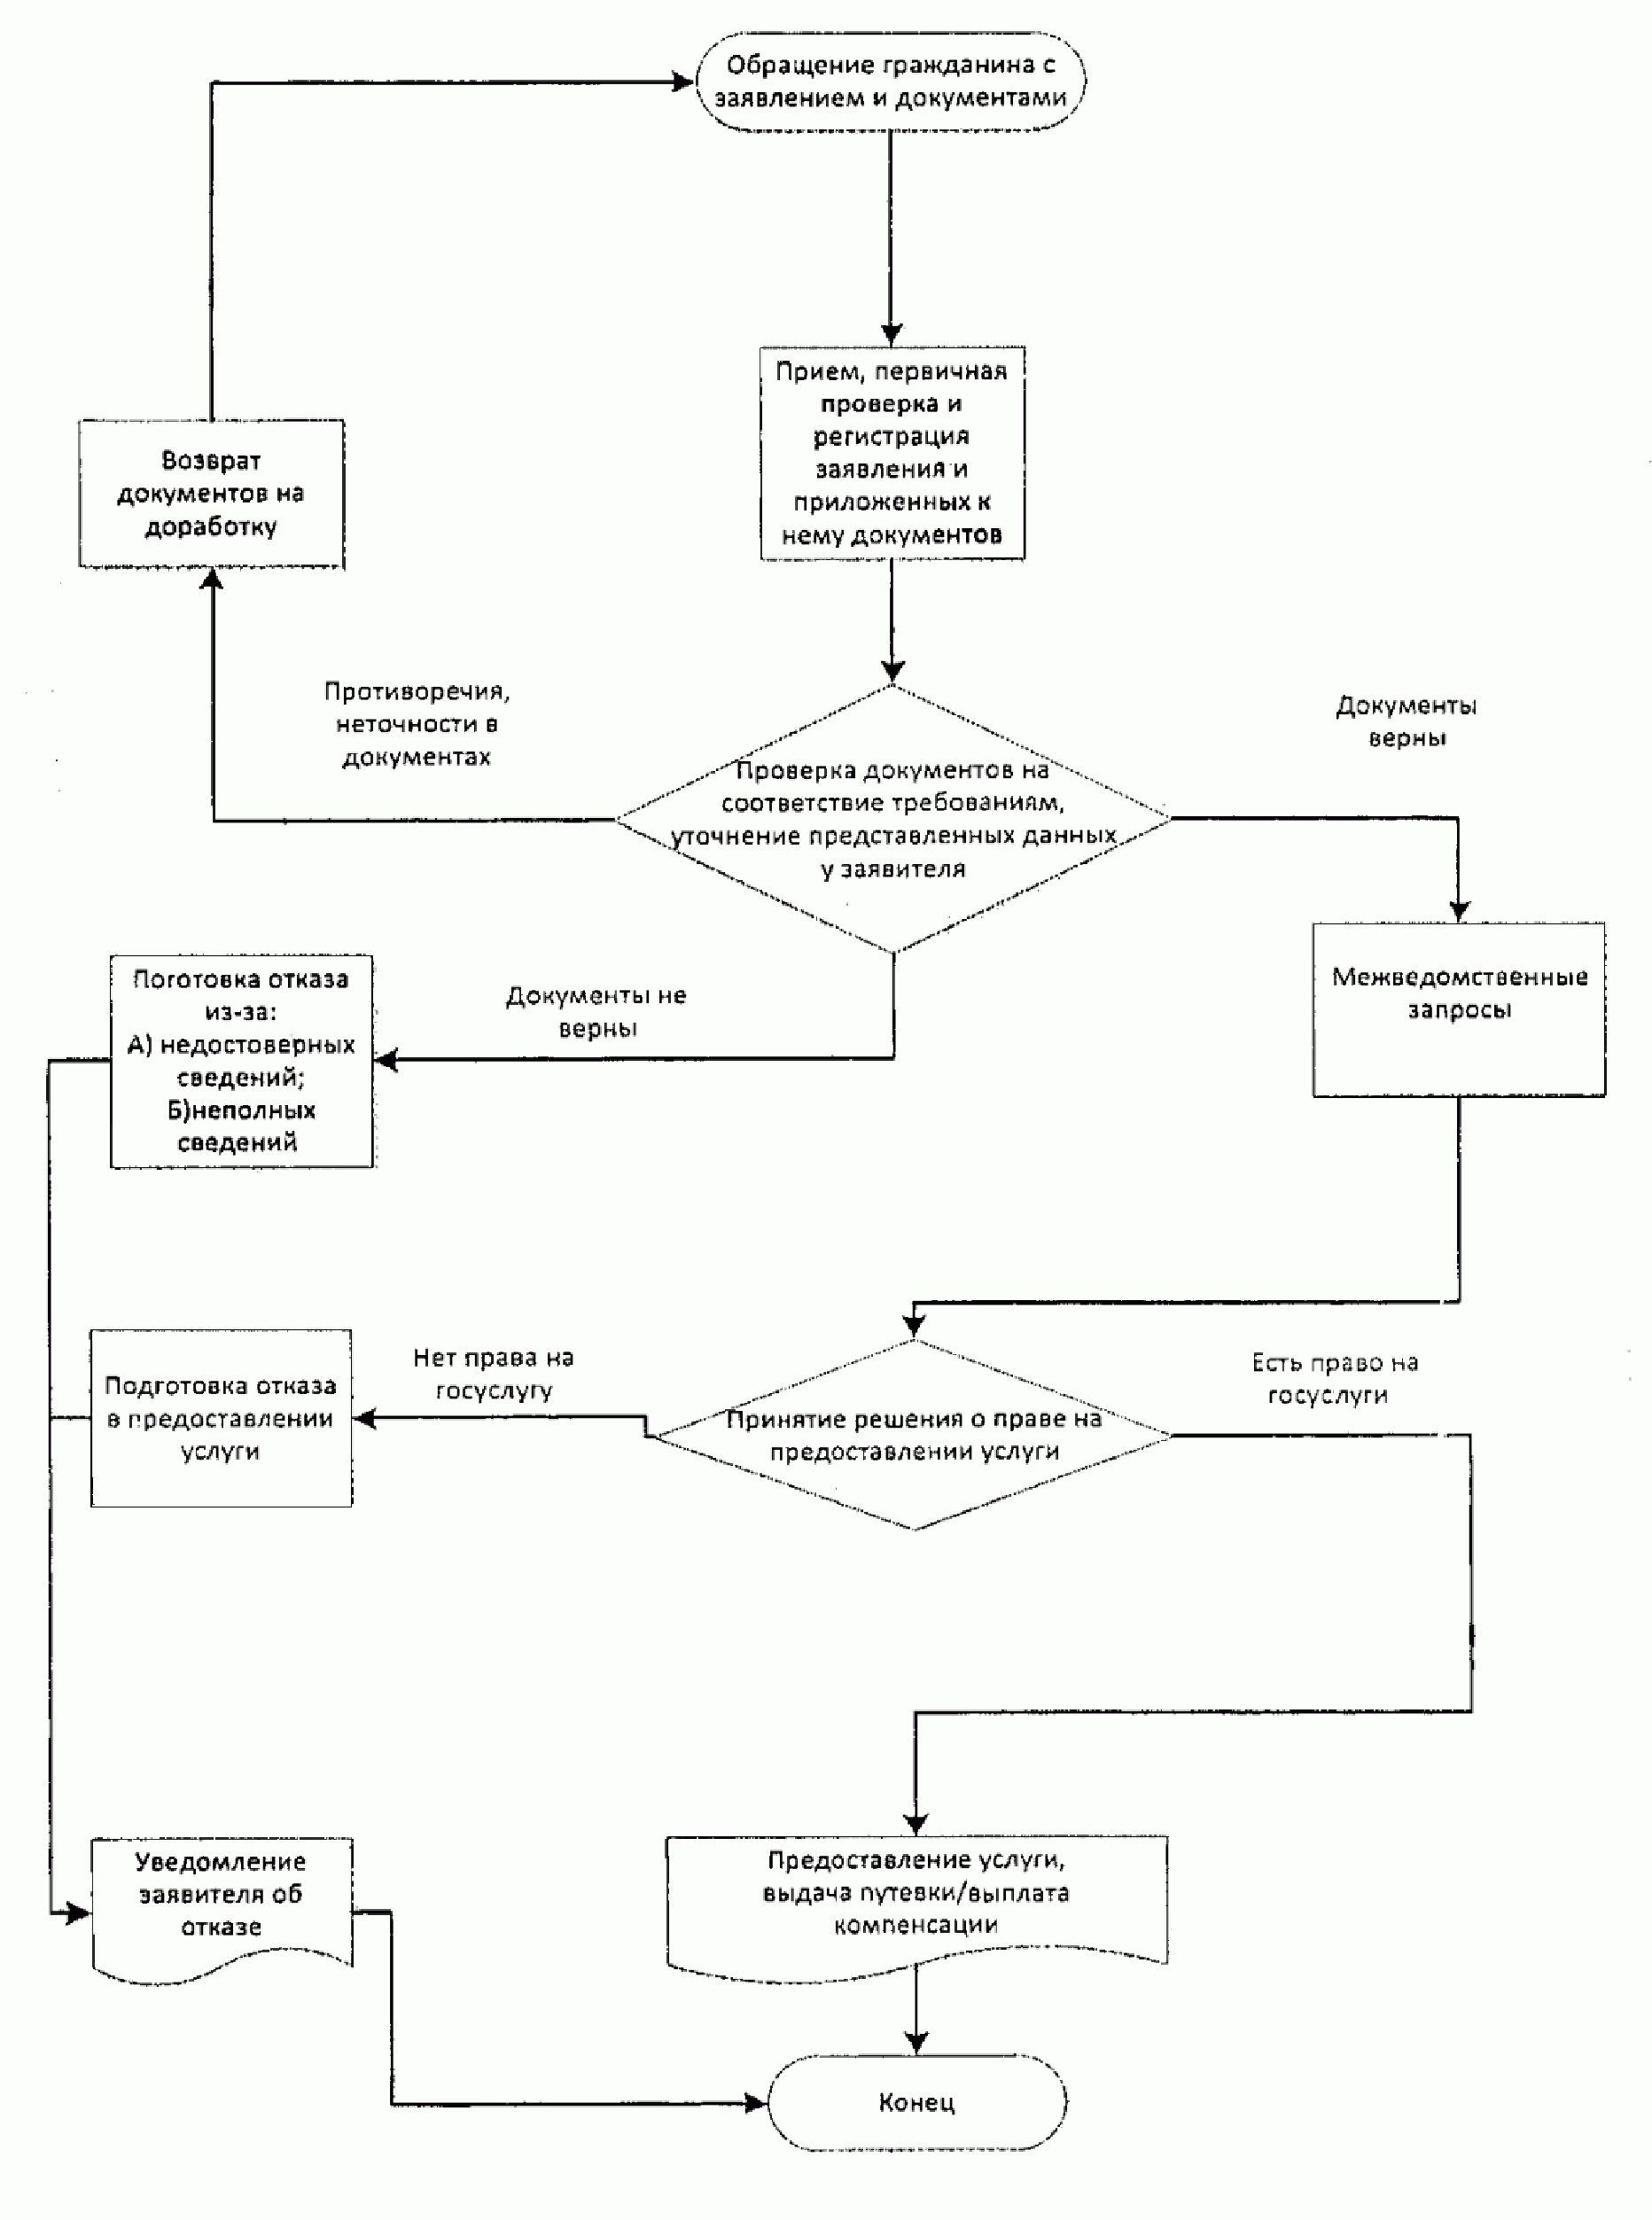 Обращение гражданина с
заявлением и документами
Прием, первичная
проверка и
регистрация
заявления и
приложенных к
нему документов
Возврат
документов на
доработку
Противоречия,
неточности в
документах
Документы
верны
Проверка документов на
соответствие требованиям,
уточнение представленных данных
у заявителя
Поготовка отказа
из-за:
А) недостоверных
сведений;
Б)неполных
сведений
Документы не
верны
Межведомственные
запросы
Подготовка отказа
в предоставлении
услуги
Нет права на
госуслугу
Принятие решения о праве на
предоставлении услуги
Есть право на
госуслуги
Уведомление
заявителя об
отказе
Предоставление услуги,
выдача путевки/выплата
компенсации
Конец